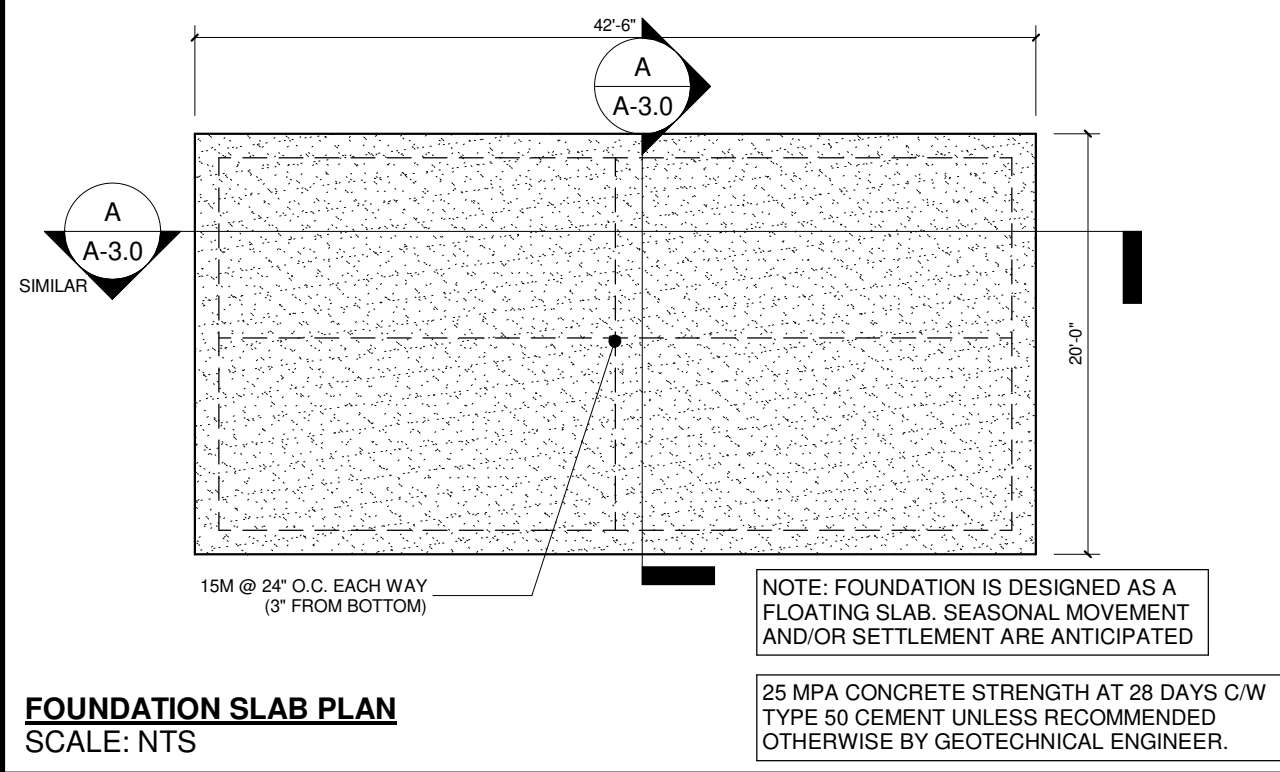 42'-6"
A
A-3.0
A
A-3.0
SIMILAR
20'-0"
15M @ 24" O.C. EACH WAY
(3" FROM BOTTOM)
NOTE: FOUNDATION IS DESIGNED AS A
FLOATING SLAB. SEASONAL MOVEMENT
AND/OR SETTLEMENT ARE ANTICIPATED
25 MPA CONCRETE STRENGTH AT 28 DAYS C/W
TYPE 50 CEMENT UNLESS RECOMMENDED
OTHERWISE BY GEOTECHNICAL ENGINEER.
FOUNDATION SLAB PLAN
SCALE: NTS